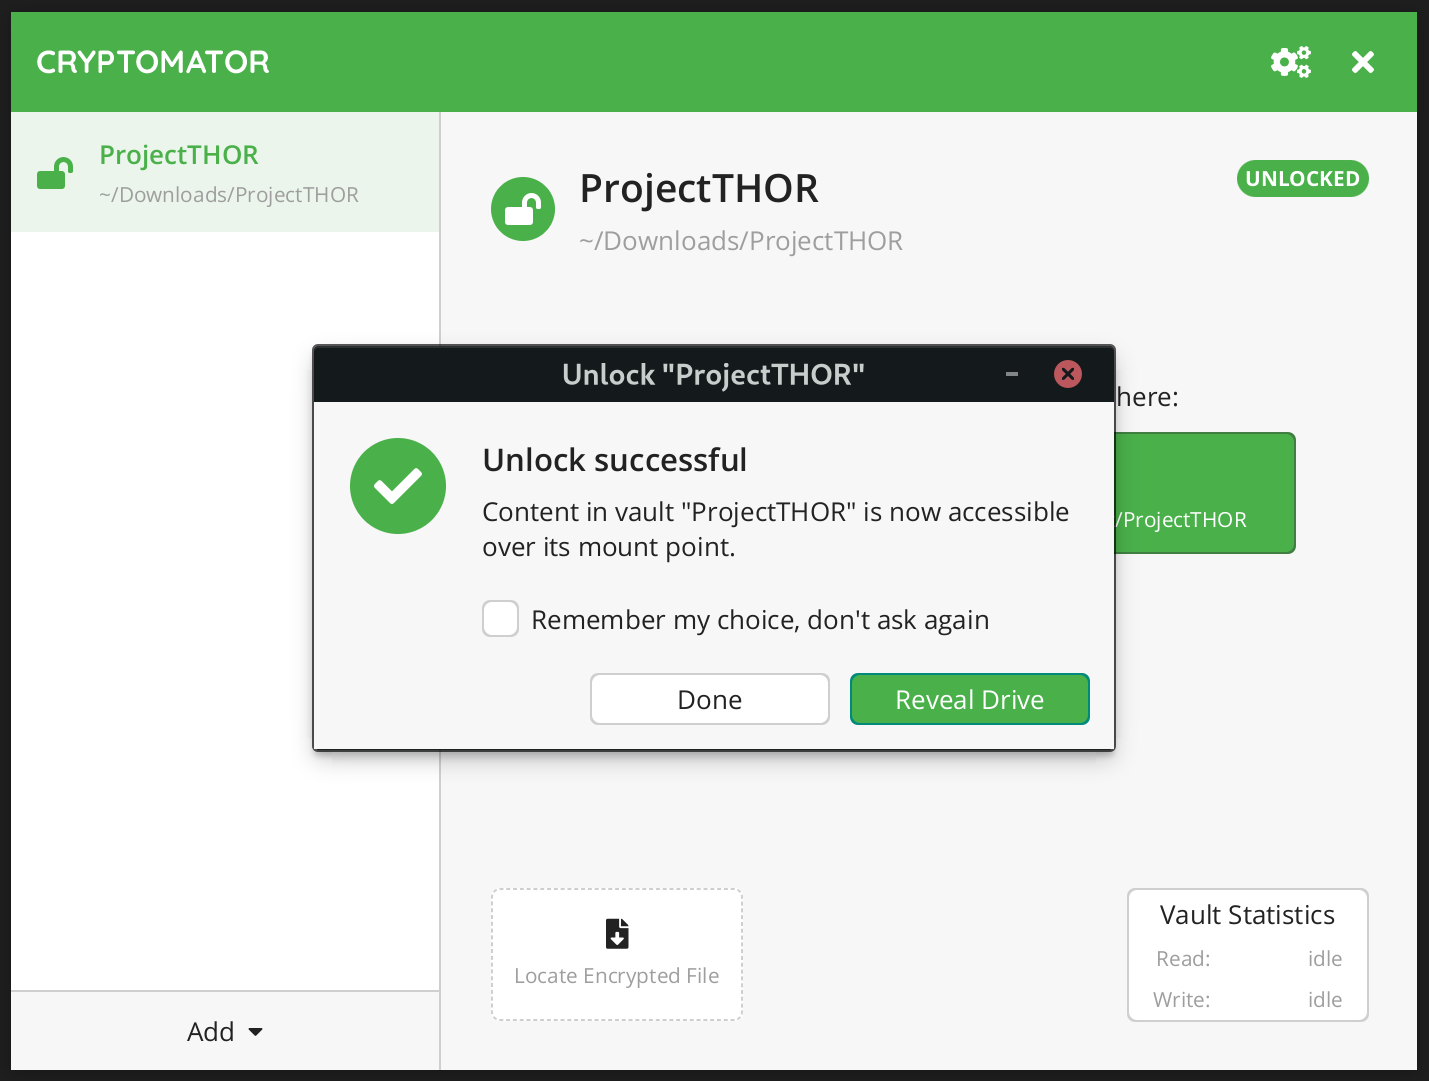 CRYPTOMATOR
ProjectTHOR
~/Downloads/ProjectTHOR
ProjectTHOR
~/Downloads/ProjectTHOR
UNLOCKED
here:
/ProjectTHOR
Unlock "ProjectTHOR"
Unlock successful
Content in vault "ProjectTHOR" is now accessible
over its mount point.
Remember my choice, don't ask again
Done
Reveal Drive
Locate Encrypted File
Vault Statistics
Read: idle
Write: idle
Add